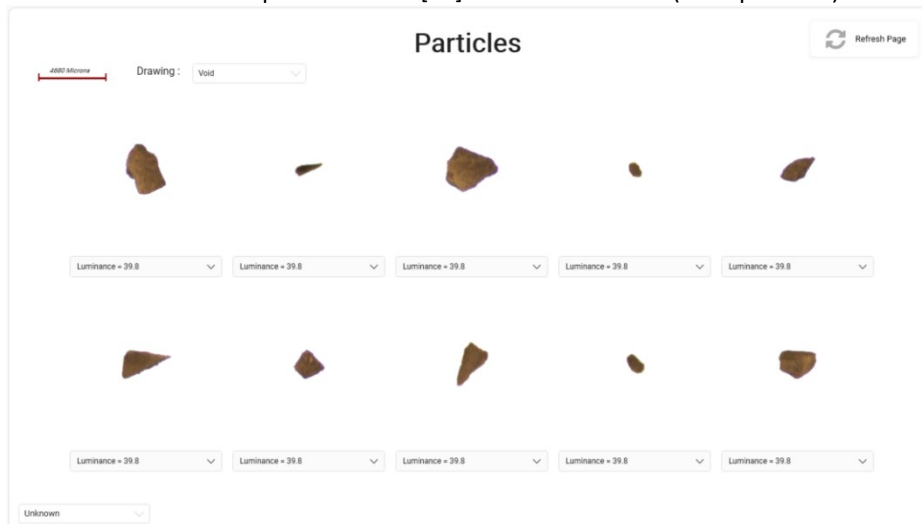 Particles
Refresh Page
4680 Microns
Drawing :
Void
Luminance = 39.8
Luminance = 39.8
Luminance = 39.8
Luminance = 39.8
Luminance = 39.8
Luminance = 39.8
Luminance = 39.8
Luminance = 39.8
Luminance = 39.8
Luminance = 39.8
Unknown